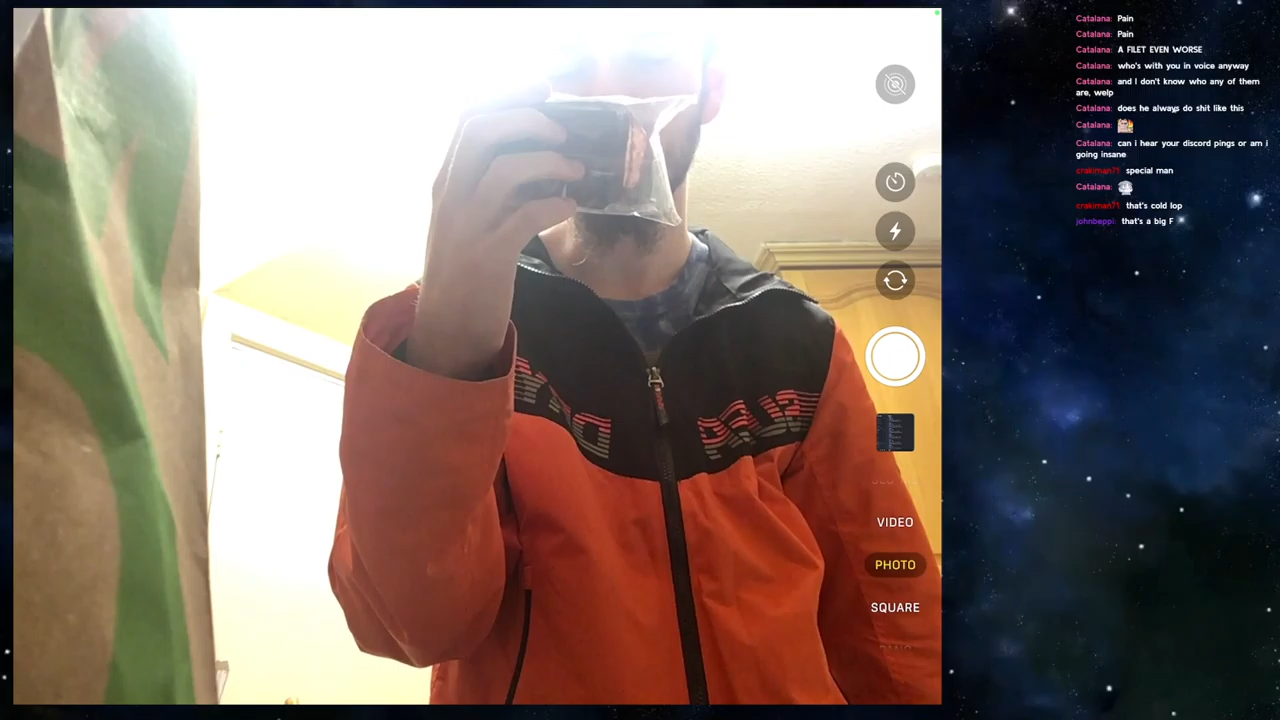 Catalana: Pain
Catalana: Pain
Catalana: A FILET EVEN WORSE
Catalana: who's with you in voice anyway
Catalana: and I don't know who any of them
are, welp
Catalana: does he always do shit like this
Catalana:
Catalana: can i hear your discord pings or am i
going insane
crakiman71: special man
Catalana:
crakiman71: that's cold lop
johnbeppi: that's a big F
VIDEO
PHOTO
SQUARE